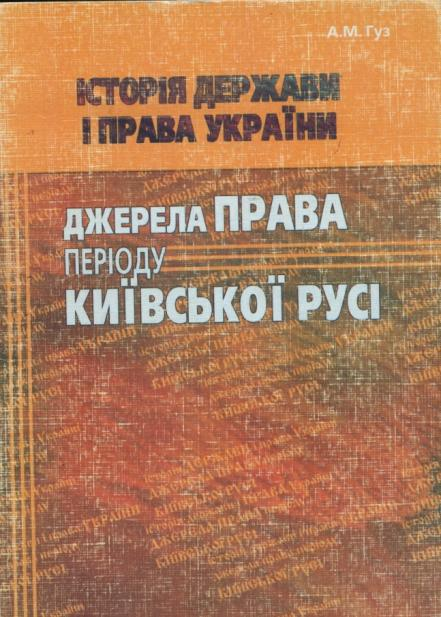 А.М. Гуз
ІСТОРІЯ ДЕРЖАВИ
І ПРАВА УКРАЇНИ
ДЖЕРЕЛА ПРАВА
ПЕРІОДУ
КИЇВСЬКОЇ РУСІ